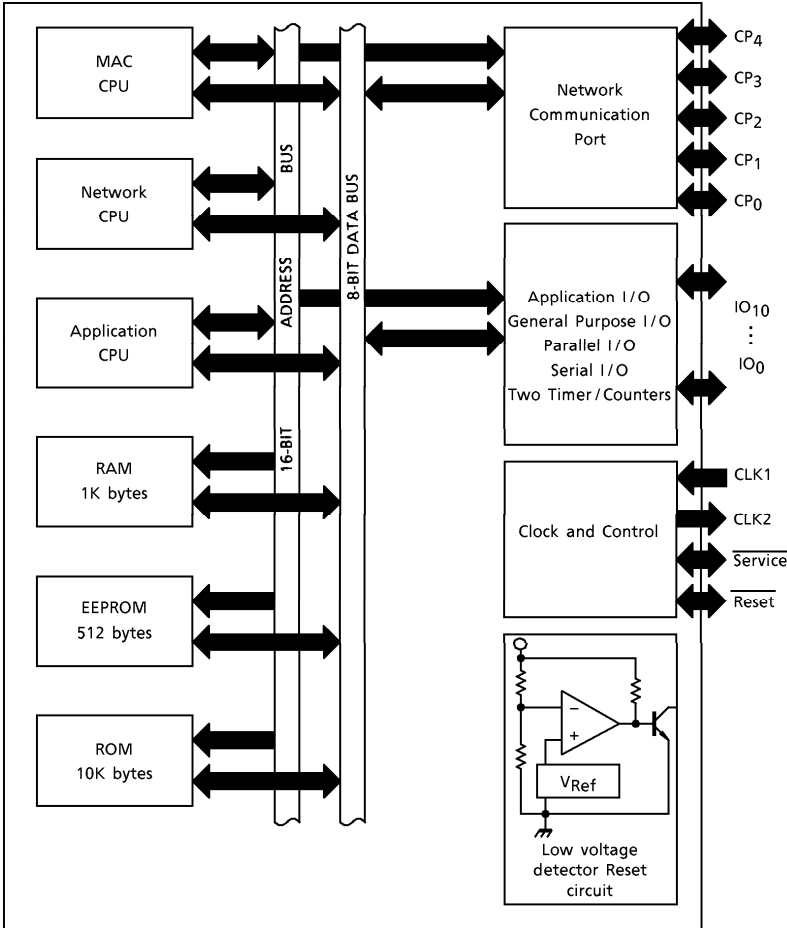 MAC
CPU
Network
CPU
Application
CPU
RAM
1K bytes
EEPROM
512 bytes
ROM
10K bytes
16-BIT ADDRESS BUS
8-BIT DATA BUS
Network
Communication
Port
CP4
CP3
CP2
CP1
CP0
Application I/O
General Purpose I/O
Parallel I/O
Serial I/O
Two Timer/Counters
IO10
⋮
IO0
Clock and Control
CLK1
CLK2
Service
Reset
−
+
VRef
Low voltage
detector Reset
circuit